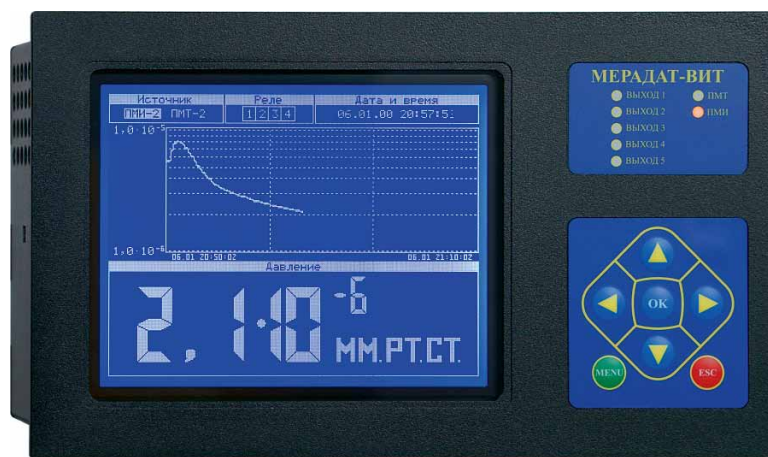 Источник Реле Дата и время
ПМИ-2 ПМТ-2 1 2 3 4 06.01.00 20:57:53
1,0·10⁻⁵
1,0·10⁻⁶
06.01 20:50:02 06.01 21:10:02
Давление
2,1·10⁻⁶ ММ.РТ.СТ.
МЕРАДАТ-ВИТ
ВЫХОД 1 ПМТ
ВЫХОД 2 ПМИ
ВЫХОД 3
ВЫХОД 4
ВЫХОД 5
OK
MENU ESC